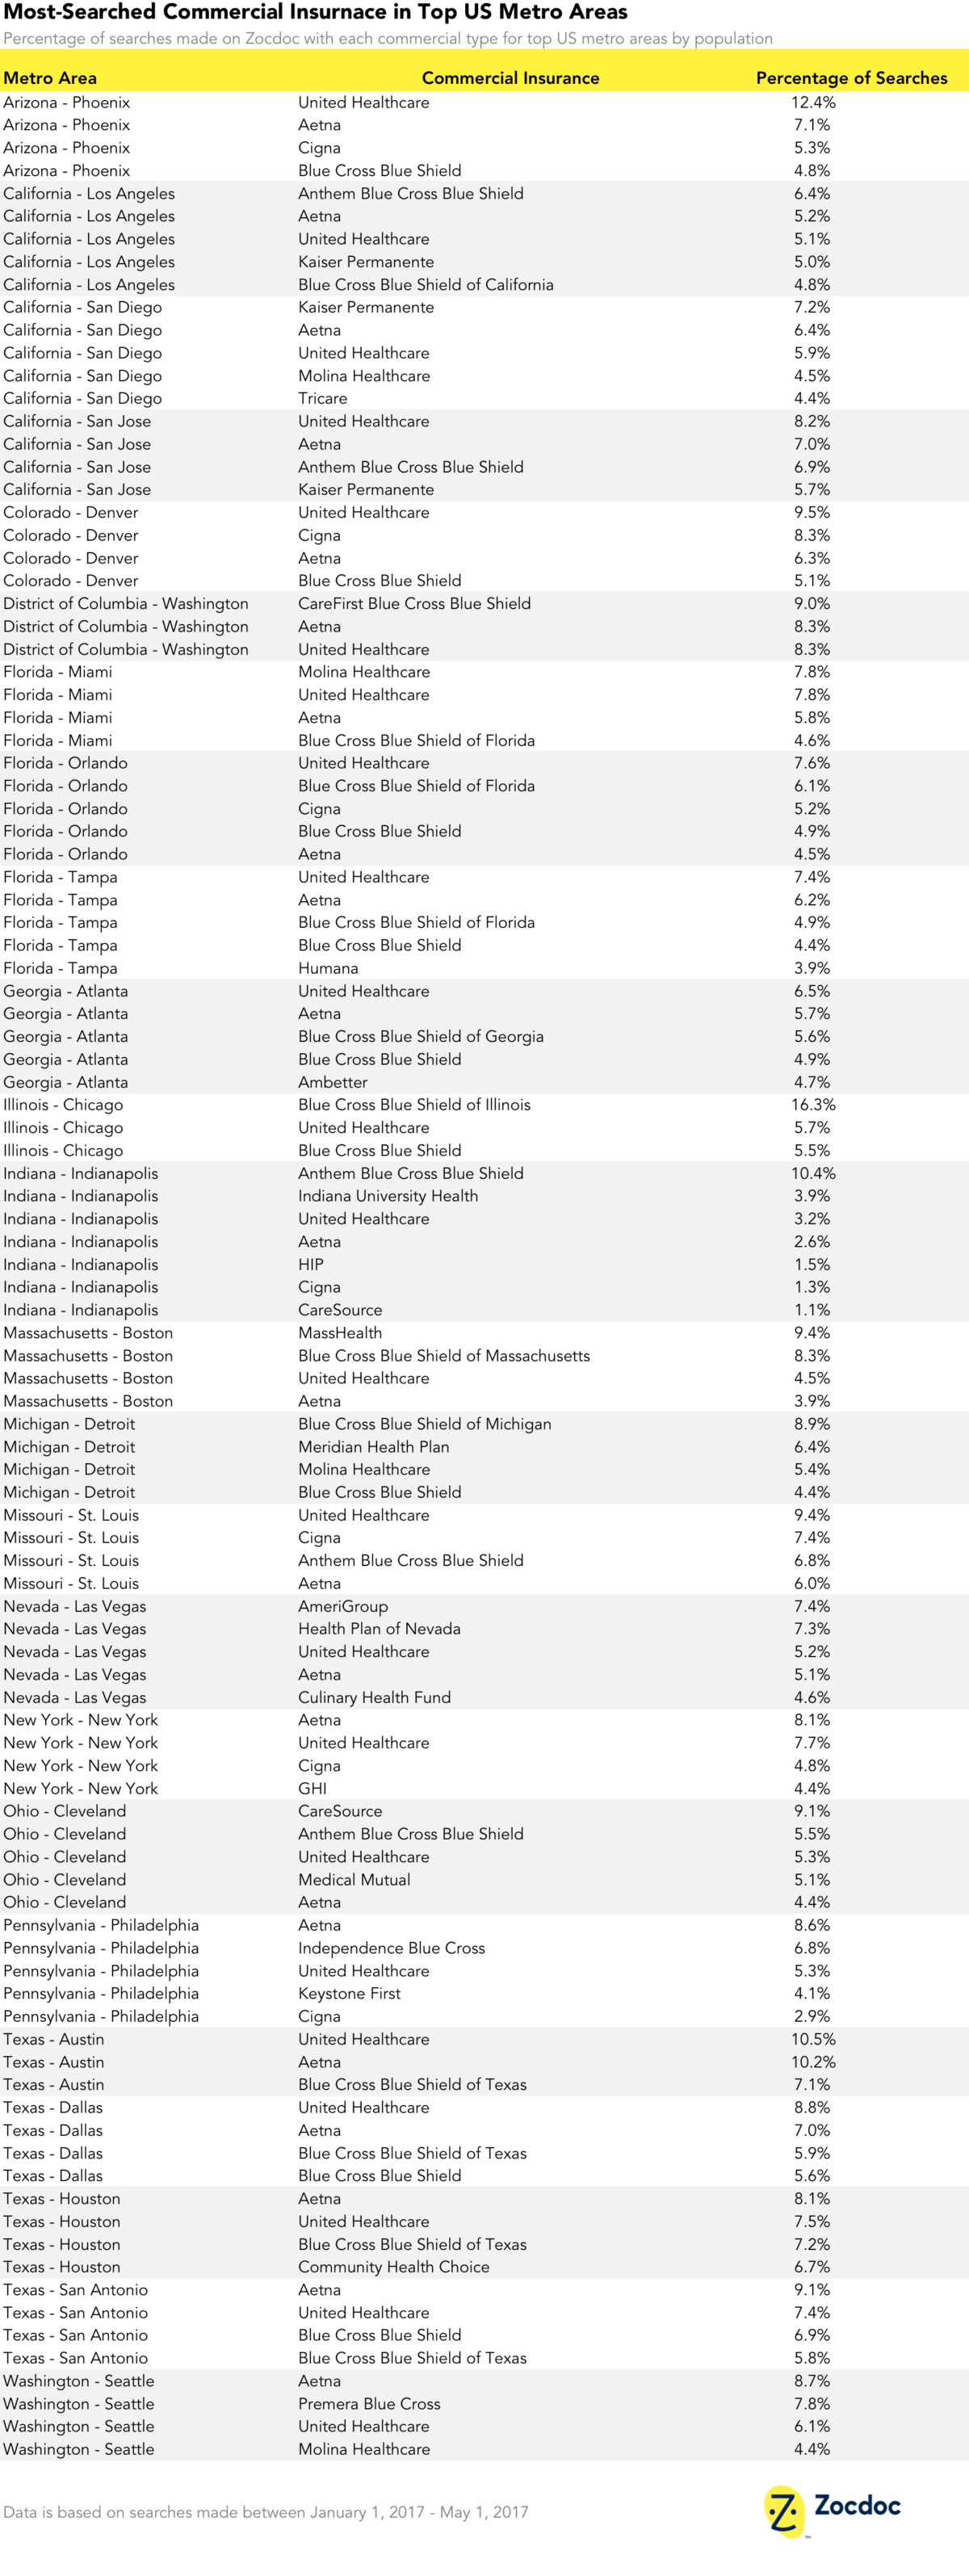 Most-Searched Commercial Insurnace in Top US Metro Areas
Percentage of searches made on Zocdoc with each commercial type for top US metro areas by population
Metro Area Commercial Insurance Percentage of Searches
Arizona - Phoenix United Healthcare 12.4%
Arizona - Phoenix Aetna 7.1%
Arizona - Phoenix Cigna 5.3%
Arizona - Phoenix Blue Cross Blue Shield 4.8%
California - Los Angeles Anthem Blue Cross Blue Shield 6.4%
California - Los Angeles Aetna 5.2%
California - Los Angeles United Healthcare 5.1%
California - Los Angeles Kaiser Permanente 5.0%
California - Los Angeles Blue Cross Blue Shield of California 4.8%
California - San Diego Kaiser Permanente 7.2%
California - San Diego Aetna 6.4%
California - San Diego United Healthcare 5.9%
California - San Diego Molina Healthcare 4.5%
California - San Diego Tricare 4.4%
California - San Jose United Healthcare 8.2%
California - San Jose Aetna 7.0%
California - San Jose Anthem Blue Cross Blue Shield 6.9%
California - San Jose Kaiser Permanente 5.7%
Colorado - Denver United Healthcare 9.5%
Colorado - Denver Cigna 8.3%
Colorado - Denver Aetna 6.3%
Colorado - Denver Blue Cross Blue Shield 5.1%
District of Columbia - Washington CareFirst Blue Cross Blue Shield 9.0%
District of Columbia - Washington Aetna 8.3%
District of Columbia - Washington United Healthcare 8.3%
Florida - Miami Molina Healthcare 7.8%
Florida - Miami United Healthcare 7.8%
Florida - Miami Aetna 5.8%
Florida - Miami Blue Cross Blue Shield of Florida 4.6%
Florida - Orlando United Healthcare 7.6%
Florida - Orlando Blue Cross Blue Shield of Florida 6.1%
Florida - Orlando Cigna 5.2%
Florida - Orlando Blue Cross Blue Shield 4.9%
Florida - Orlando Aetna 4.5%
Florida - Tampa United Healthcare 7.4%
Florida - Tampa Aetna 6.2%
Florida - Tampa Blue Cross Blue Shield of Florida 4.9%
Florida - Tampa Blue Cross Blue Shield 4.4%
Florida - Tampa Humana 3.9%
Georgia - Atlanta United Healthcare 6.5%
Georgia - Atlanta Aetna 5.7%
Georgia - Atlanta Blue Cross Blue Shield of Georgia 5.6%
Georgia - Atlanta Blue Cross Blue Shield 4.9%
Georgia - Atlanta Ambetter 4.7%
Illinois - Chicago Blue Cross Blue Shield of Illinois 16.3%
Illinois - Chicago United Healthcare 5.7%
Illinois - Chicago Blue Cross Blue Shield 5.5%
Indiana - Indianapolis Anthem Blue Cross Blue Shield 10.4%
Indiana - Indianapolis Indiana University Health 3.9%
Indiana - Indianapolis United Healthcare 3.2%
Indiana - Indianapolis Aetna 2.6%
Indiana - Indianapolis HIP 1.5%
Indiana - Indianapolis Cigna 1.3%
Indiana - Indianapolis CareSource 1.1%
Massachusetts - Boston MassHealth 9.4%
Massachusetts - Boston Blue Cross Blue Shield of Massachusetts 8.3%
Massachusetts - Boston United Healthcare 4.5%
Massachusetts - Boston Aetna 3.9%
Michigan - Detroit Blue Cross Blue Shield of Michigan 8.9%
Michigan - Detroit Meridian Health Plan 6.4%
Michigan - Detroit Molina Healthcare 5.4%
Michigan - Detroit Blue Cross Blue Shield 4.4%
Missouri - St. Louis United Healthcare 9.4%
Missouri - St. Louis Cigna 7.4%
Missouri - St. Louis Anthem Blue Cross Blue Shield 6.8%
Missouri - St. Louis Aetna 6.0%
Nevada - Las Vegas AmeriGroup 7.4%
Nevada - Las Vegas Health Plan of Nevada 7.3%
Nevada - Las Vegas United Healthcare 5.2%
Nevada - Las Vegas Aetna 5.1%
Nevada - Las Vegas Culinary Health Fund 4.6%
New York - New York Aetna 8.1%
New York - New York United Healthcare 7.7%
New York - New York Cigna 4.8%
New York - New York GHI 4.4%
Ohio - Cleveland CareSource 9.1%
Ohio - Cleveland Anthem Blue Cross Blue Shield 5.5%
Ohio - Cleveland United Healthcare 5.3%
Ohio - Cleveland Medical Mutual 5.1%
Ohio - Cleveland Aetna 4.4%
Pennsylvania - Philadelphia Aetna 8.6%
Pennsylvania - Philadelphia Independence Blue Cross 6.8%
Pennsylvania - Philadelphia United Healthcare 5.3%
Pennsylvania - Philadelphia Keystone First 4.1%
Pennsylvania - Philadelphia Cigna 2.9%
Texas - Austin United Healthcare 10.5%
Texas - Austin Aetna 10.2%
Texas - Austin Blue Cross Blue Shield of Texas 7.1%
Texas - Dallas United Healthcare 8.8%
Texas - Dallas Aetna 7.0%
Texas - Dallas Blue Cross Blue Shield of Texas 5.9%
Texas - Dallas Blue Cross Blue Shield 5.6%
Texas - Houston Aetna 8.1%
Texas - Houston United Healthcare 7.5%
Texas - Houston Blue Cross Blue Shield of Texas 7.2%
Texas - Houston Community Health Choice 6.7%
Texas - San Antonio Aetna 9.1%
Texas - San Antonio United Healthcare 7.4%
Texas - San Antonio Blue Cross Blue Shield 6.9%
Texas - San Antonio Blue Cross Blue Shield of Texas 5.8%
Washington - Seattle Aetna 8.7%
Washington - Seattle Premera Blue Cross 7.8%
Washington - Seattle United Healthcare 6.1%
Washington - Seattle Molina Healthcare 4.4%
Data is based on searches made between January 1, 2017 - May 1, 2017
Zocdoc